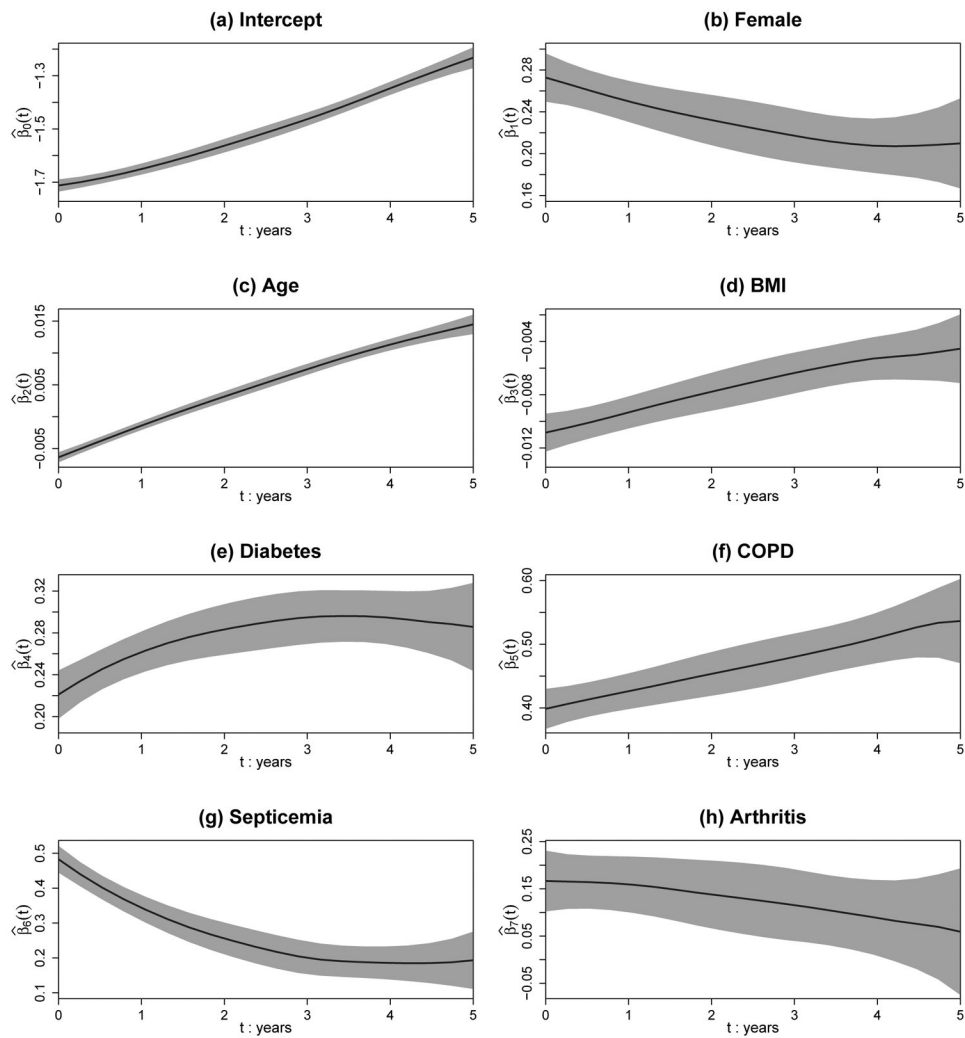 (a) Intercept
β̂0(t)
−1.3
−1.5
−1.7
0 1 2 3 4 5
t : years
(b) Female
β̂1(t)
0.28
0.24
0.20
0.16
0 1 2 3 4 5
t : years
(c) Age
β̂2(t)
0.015
0.005
−0.005
0 1 2 3 4 5
t : years
(d) BMI
β̂3(t)
−0.004
−0.008
−0.012
0 1 2 3 4 5
t : years
(e) Diabetes
β̂4(t)
0.32
0.28
0.24
0.20
0 1 2 3 4 5
t : years
(f) COPD
β̂5(t)
0.60
0.50
0.40
0 1 2 3 4 5
t : years
(g) Septicemia
β̂6(t)
0.5
0.4
0.3
0.2
0.1
0 1 2 3 4 5
t : years
(h) Arthritis
β̂7(t)
0.25
0.15
0.05
−0.05
0 1 2 3 4 5
t : years